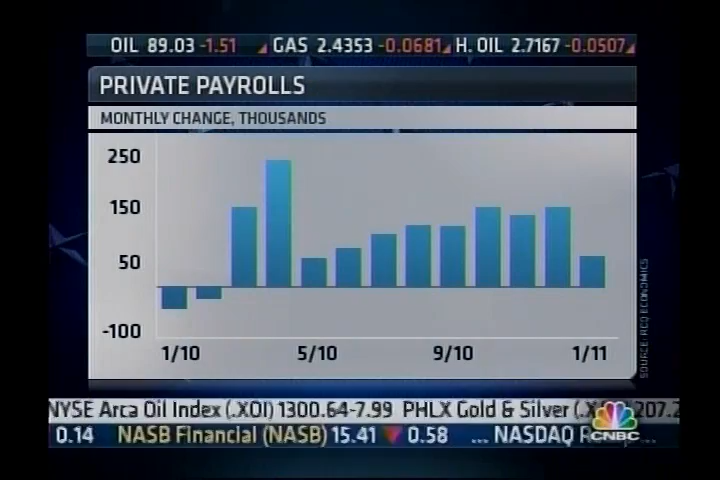 OIL 89.03 -1.51 GAS 2.4353 -0.0681 H. OIL 2.7167 -0.0507
PRIVATE PAYROLLS
MONTHLY CHANGE, THOUSANDS
250
150
50
-100
1/10 5/10 9/10 1/11
SOURCE: RDQ ECONOMICS
NYSE Arca Oil Index (.XOI) 1300.64 -7.99 PHLX Gold & Silver (.X 207.2
CNBC
0.14 NASB Financial (NASB) 15.41 0.58 ... NASDAQ